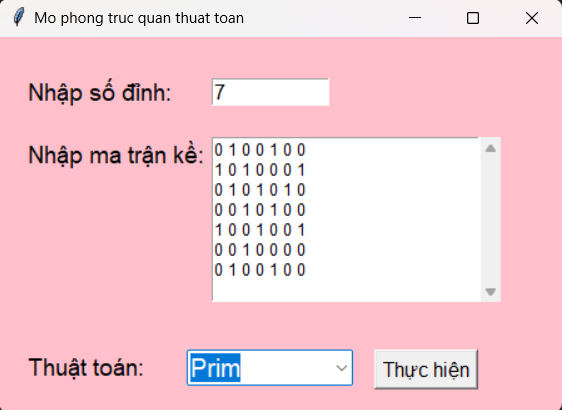 Mo phong truc quan thuat toan
Nhập số đỉnh: 7
Nhập ma trận kề:
0 1 0 0 1 0 0
1 0 1 0 0 0 1
0 1 0 1 0 1 0
0 0 1 0 1 0 0
1 0 0 1 0 0 1
0 0 1 0 0 0 0
0 1 0 0 1 0 0
Thuật toán: Prim Thực hiện